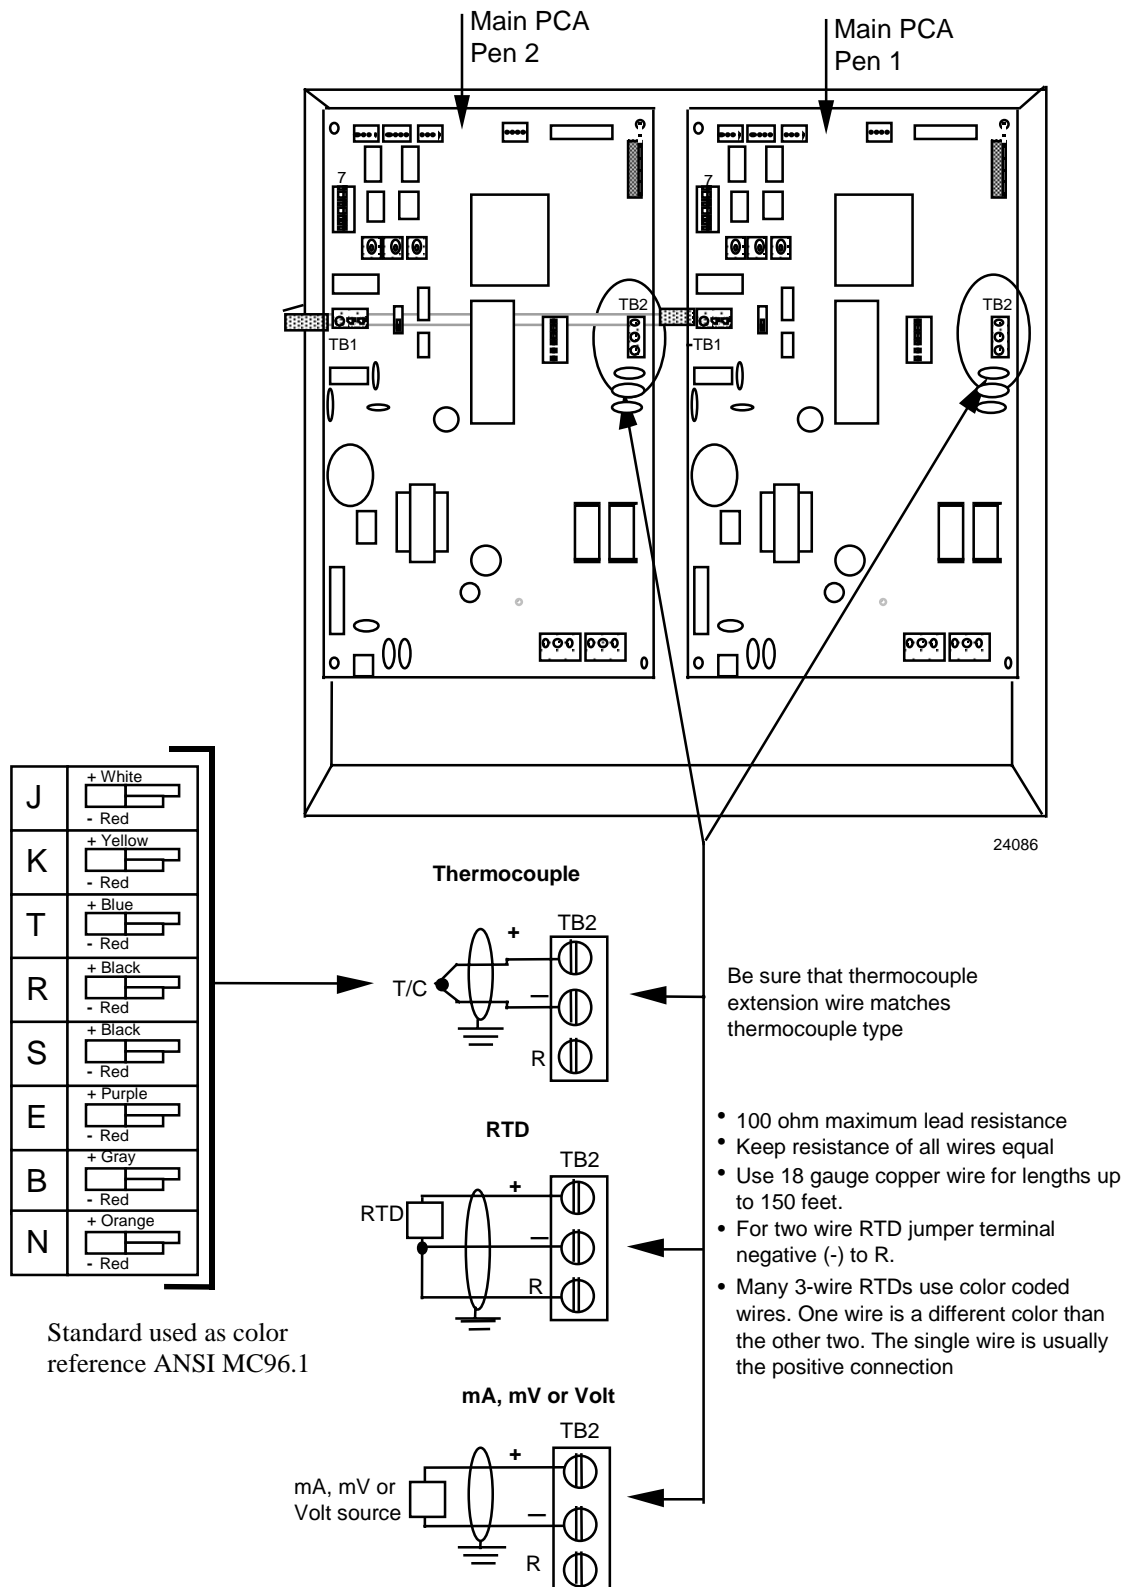 Main PCA
Pen 2
Main PCA
Pen 1
7
7
TB2
TB2
TB1
-TB1
24086
J
+ White
- Red
K
+ Yellow
- Red
T
+ Blue
- Red
R
+ Black
- Red
S
+ Black
- Red
E
+ Purple
- Red
B
+ Gray
- Red
N
+ Orange
- Red
Standard used as color
reference ANSI MC96.1
Thermocouple
TB2
+
T/C
–
R
Be sure that thermocouple
extension wire matches
thermocouple type
RTD
TB2
+
RTD
–
R
• 100 ohm maximum lead resistance
• Keep resistance of all wires equal
• Use 18 gauge copper wire for lengths up
to 150 feet.
• For two wire RTD jumper terminal
negative (-) to R.
• Many 3-wire RTDs use color coded
wires. One wire is a different color than
the other two. The single wire is usually
the positive connection
mA, mV or Volt
TB2
+
mA, mV or
Volt source
–
R